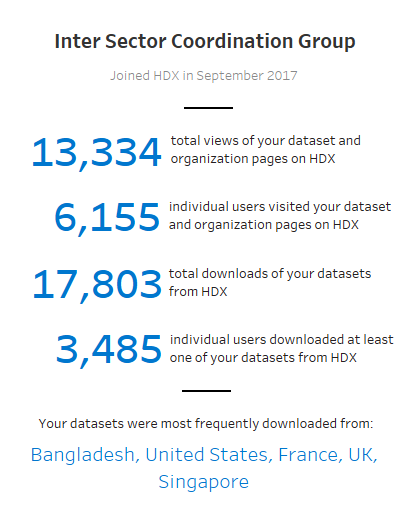 Inter Sector Coordination Group
Joined HDX in September 2017
13,334 total views of your dataset and
organization pages on HDX
6,155 individual users visited your dataset
and organization pages on HDX
17,803 total downloads of your datasets
from HDX
3,485 individual users downloaded at least
one of your datasets from HDX
Your datasets were most frequently downloaded from:
Bangladesh, United States, France, UK,
Singapore